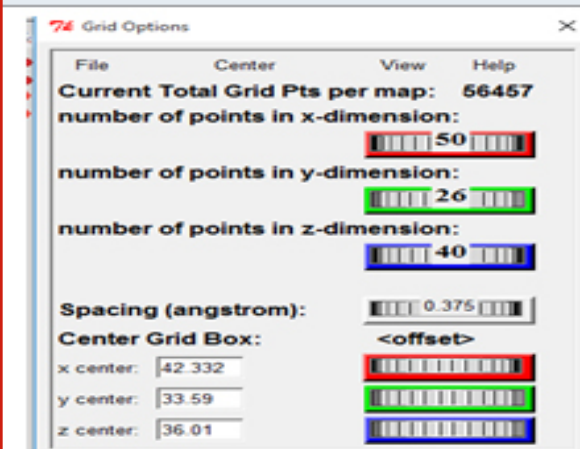 Grid Options
File Center View Help
Current Total Grid Pts per map: 56457
number of points in x-dimension:
50
number of points in y-dimension:
26
number of points in z-dimension:
40
Spacing (angstrom): 0.375
Center Grid Box: <offset>
x center: 42.332
y center: 33.59
z center: 36.01